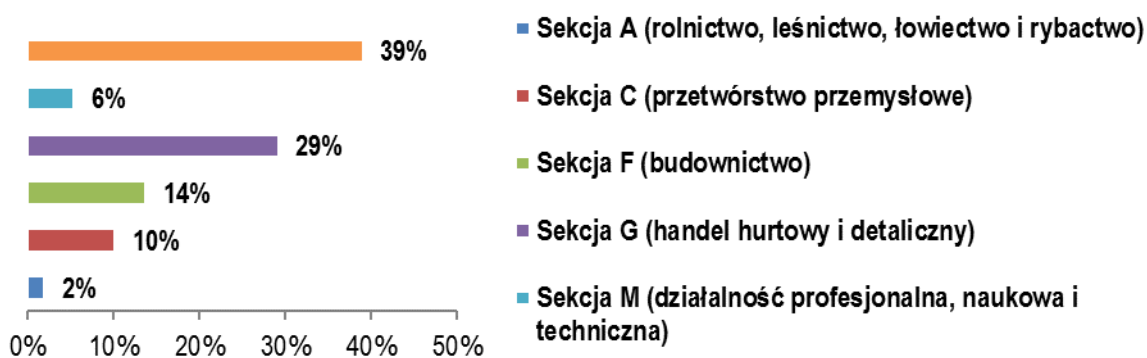 39%
6%
29%
14%
10%
2%
0% 10% 20% 30% 40% 50%
Sekcja A (rolnictwo, leśnictwo, łowiectwo i rybactwo)
Sekcja C (przetwórstwo przemysłowe)
Sekcja F (budownictwo)
Sekcja G (handel hurtowy i detaliczny)
Sekcja M (działalność profesjonalna, naukowa i
techniczna)